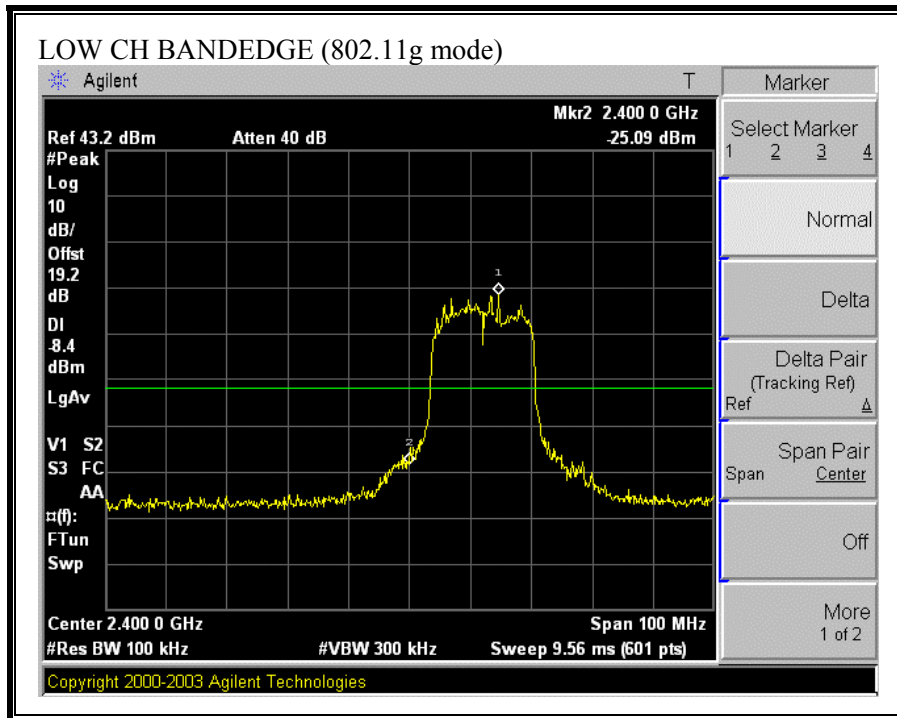 LOW CH BANDEDGE (802.11g mode)
Agilent T
Mkr2 2.400 0 GHz
Ref 43.2 dBm Atten 40 dB -25.09 dBm
#Peak
Log
10
dB/
Offst
19.2
dB
DI
-8.4
dBm
LgAv
V1 S2
S3 FC
AA
¤(f):
FTun
Swp
1
2
Center 2.400 0 GHz Span 100 MHz
#Res BW 100 kHz #VBW 300 kHz Sweep 9.56 ms (601 pts)
Copyright 2000-2003 Agilent Technologies
Marker
Select Marker
1 2 3 4
Normal
Delta
Delta Pair
(Tracking Ref)
Ref Δ
Span Pair
Span Center
Off
More
1 of 2